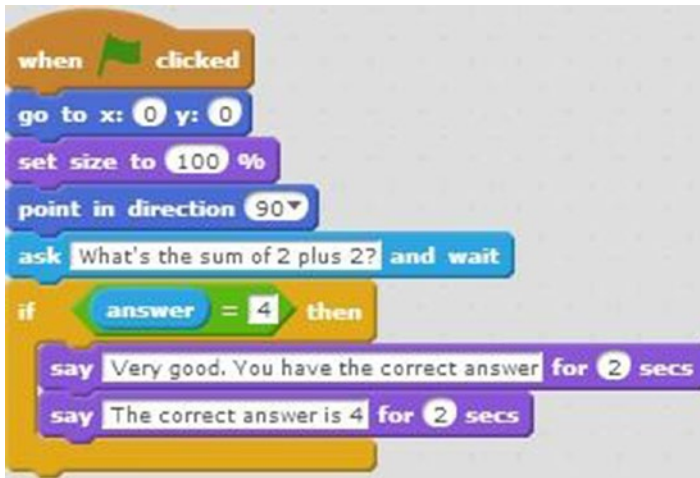 when clicked
go to x: 0 y: 0
set size to 100 %
point in direction 90
ask What's the sum of 2 plus 2? and wait
if answer = 4 then
say Very good. You have the correct answer for 2 secs
say The correct answer is 4 for 2 secs